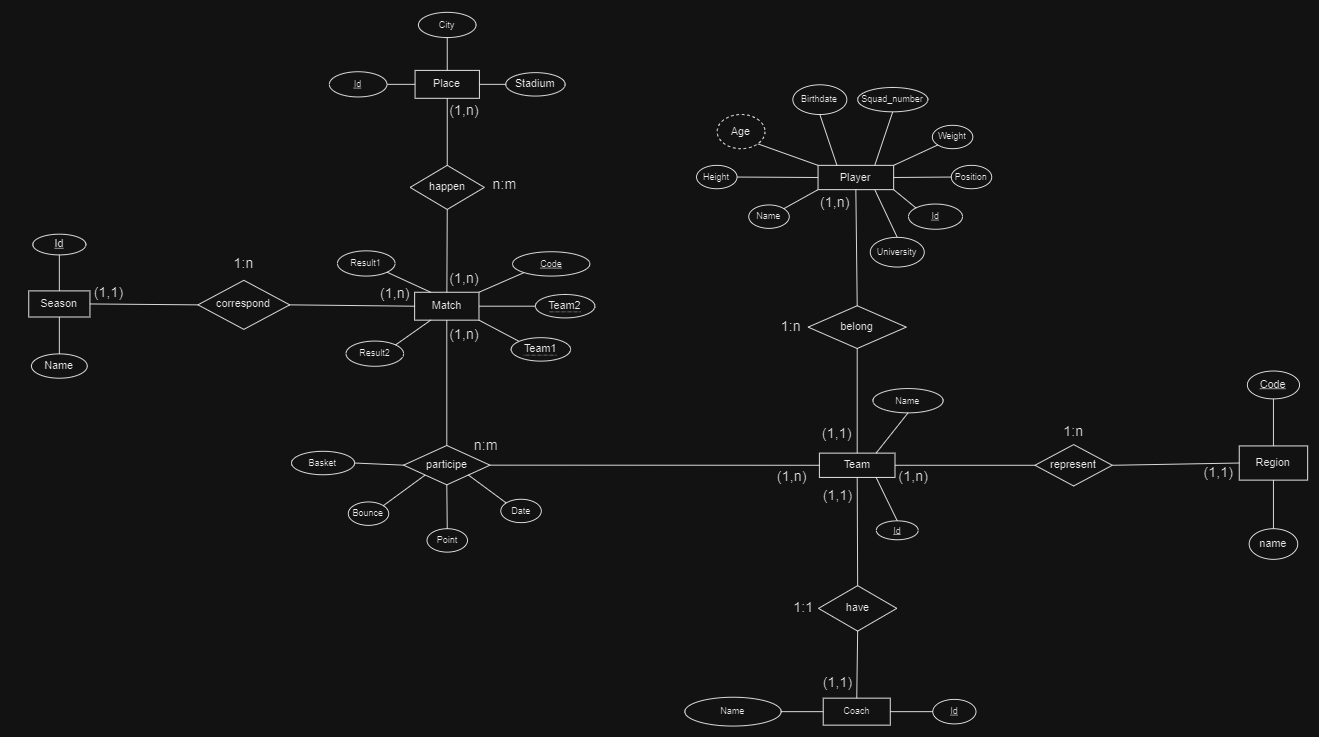 City
Id
Place
Stadium
(1,n)
happen
n:m
Birthdate
Squad_number
Age
Weight
Height
Player
Position
(1,n)
Name
Id
University
Id
1:n
Result1
Code
(1,n)
(1,1)
(1,n)
Season
correspond
Match
Team2
(1,n)
Name
Result2
Team1
1:n
belong
Name
Code
(1,1)
1:n
n:m
Basket
participe
Team
represent
Region
(1,n)
(1,n)
(1,1)
(1,1)
Bounce
Date
Point
Id
name
1:1
have
(1,1)
Name
Coach
Id